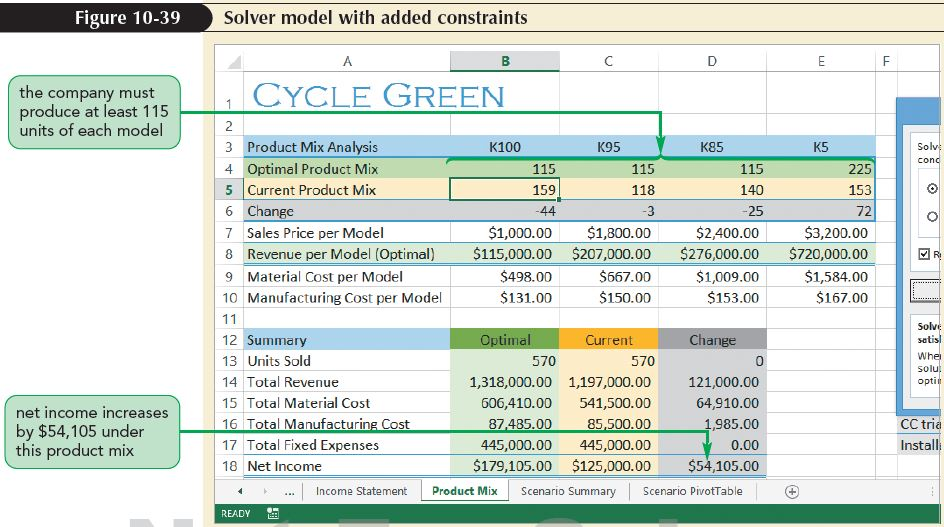 Figure 10-39 Solver model with added constraints
the company must
produce at least 115
units of each model
A B C D E F
1 CYCLE GREEN
2
3 Product Mix Analysis K100 K95 K85 K5
4 Optimal Product Mix 115 115 115 225
5 Current Product Mix 159 118 140 153
6 Change -44 -3 -25 72
7 Sales Price per Model $1,000.00 $1,800.00 $2,400.00 $3,200.00
8 Revenue per Model (Optimal) $115,000.00 $207,000.00 $276,000.00 $720,000.00
9 Material Cost per Model $498.00 $667.00 $1,009.00 $1,584.00
10 Manufacturing Cost per Model $131.00 $150.00 $153.00 $167.00
11
12 Summary Optimal Current Change
13 Units Sold 570 570 0
14 Total Revenue 1,318,000.00 1,197,000.00 121,000.00
15 Total Material Cost 606,410.00 541,500.00 64,910.00
16 Total Manufacturing Cost 87,485.00 85,500.00 1,985.00
17 Total Fixed Expenses 445,000.00 445,000.00 0.00
18 Net Income $179,105.00 $125,000.00 $54,105.00
net income increases
by $54,105 under
this product mix
... Income Statement Product Mix Scenario Summary Scenario PivotTable
READY